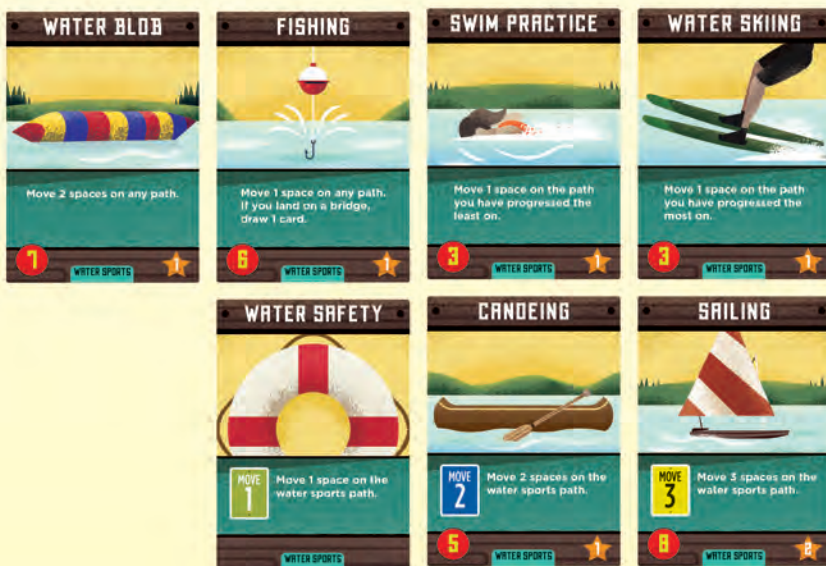 WATER BLOB
Move 2 spaces on any path.
7
WATER SPORTS
1
FISHING
Move 1 space on any path.
If you land on a bridge,
draw 1 card.
6
WATER SPORTS
1
SWIM PRACTICE
Move 1 space on the path
you have progressed the
least on.
3
WATER SPORTS
1
WATER SKIING
Move 1 space on the path
you have progressed the
most on.
3
WATER SPORTS
1
WATER SAFETY
MOVE
1
Move 1 space on the
water sports path.
WATER SPORTS
CANOEING
MOVE
2
Move 2 spaces on the
water sports path.
5
WATER SPORTS
1
SAILING
MOVE
3
Move 3 spaces on the
water sports path.
8
WATER SPORTS
2